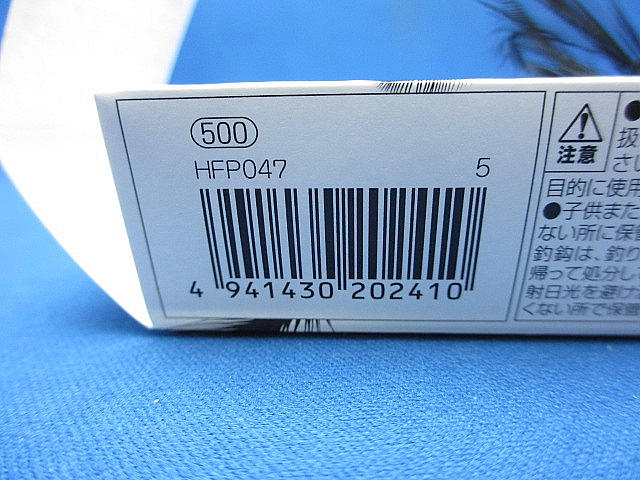 500
HFP047 5
4 941430 202410
注意
扱
さい
目的に使用
●子供また
ない所に保
釣鈎は、釣り
帰って処分し
射日光を避け
くない所で保管